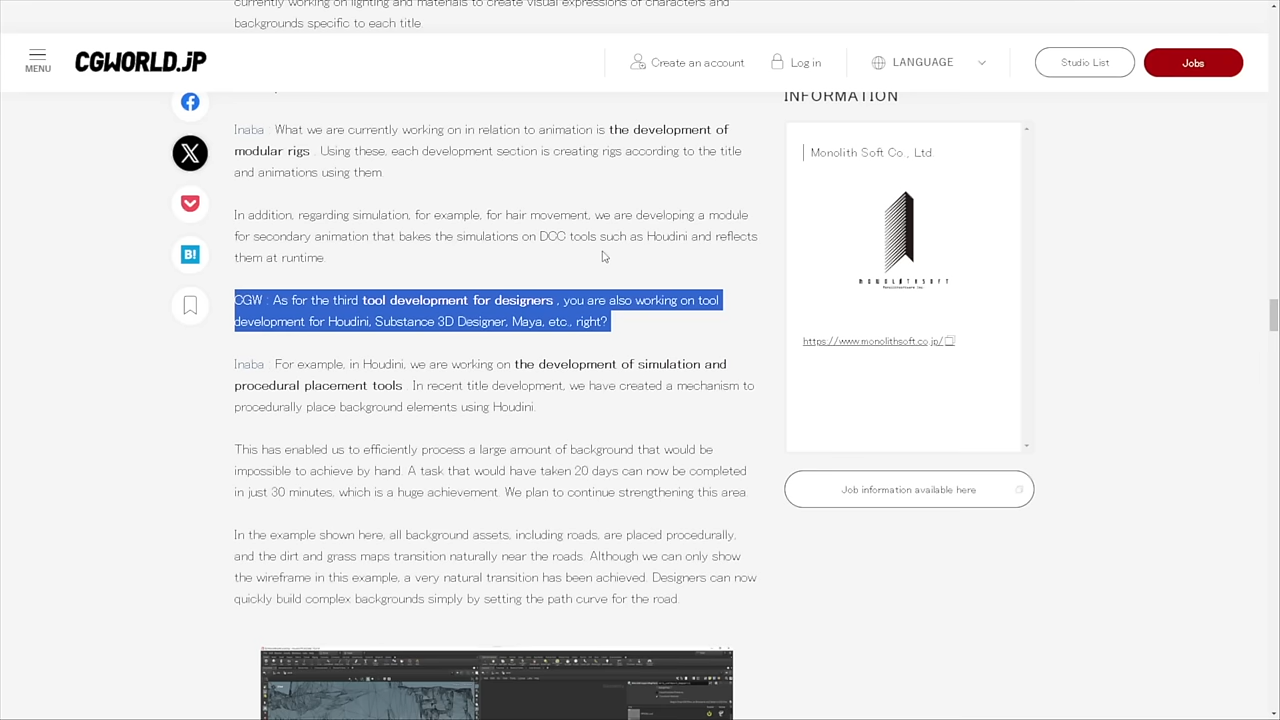 currently working on lighting and materials to create visual expressions of characters and
backgrounds specific to each title.
MENU
CGWORLD.JP
Create an account
Log in
LANGUAGE
Studio List
Jobs
Inaba : What we are currently working on in relation to animation is the development of
modular rigs . Using these, each development section is creating rigs according to the title
and animations using them.
In addition, regarding simulation, for example, for hair movement, we are developing a module
for secondary animation that bakes the simulations on DCC tools such as Houdini and reflects
them at runtime.
CGW : As for the third tool development for designers , you are also working on tool
development for Houdini, Substance 3D Designer, Maya, etc., right?
Inaba : For example, in Houdini, we are working on the development of simulation and
procedural placement tools . In recent title development, we have created a mechanism to
procedurally place background elements using Houdini.
This has enabled us to efficiently process a large amount of background that would be
impossible to achieve by hand. A task that would have taken 20 days can now be completed
in just 30 minutes, which is a huge achievement. We plan to continue strengthening this area.
In the example shown here, all background assets, including roads, are placed procedurally,
and the dirt and grass maps transition naturally near the roads. Although we can only show
the wireframe in this example, a very natural transition has been achieved. Designers can now
quickly build complex backgrounds simply by setting the path curve for the road.
INFORMATION
Monolith Soft Co., Ltd.
MONOLITHSOFT
https://www.monolithsoft.co.jp/
Job information available here
B!